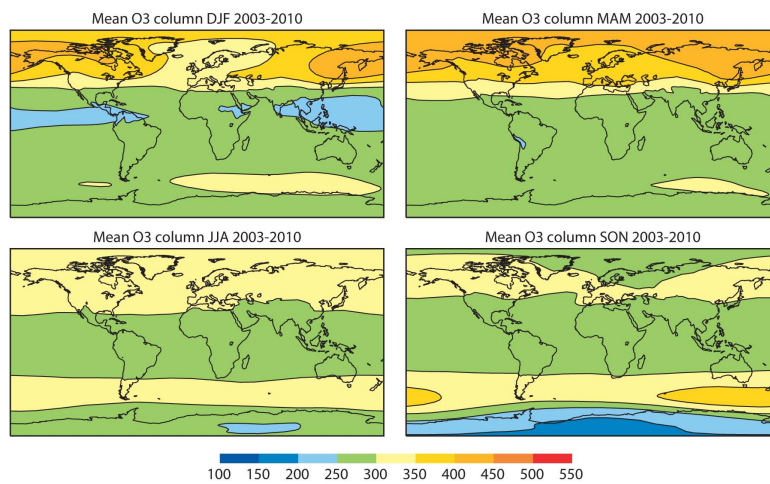 Mean O3 column DJF 2003-2010
Mean O3 column MAM 2003-2010
Mean O3 column JJA 2003-2010
Mean O3 column SON 2003-2010
100 150 200 250 300 350 400 450 500 550